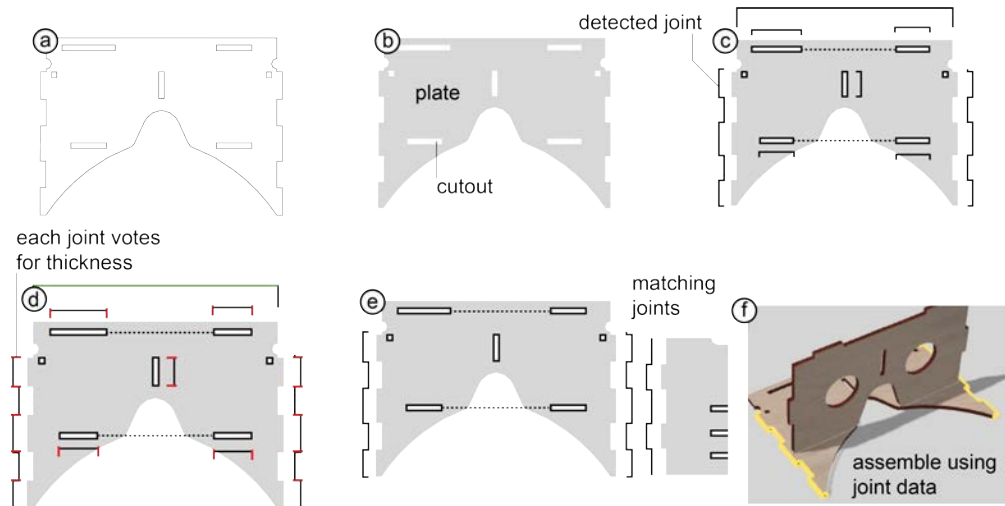 a
b
plate
cutout
detected joint
c
each joint votes
for thickness
d
e
matching
joints
f
assemble using
joint data